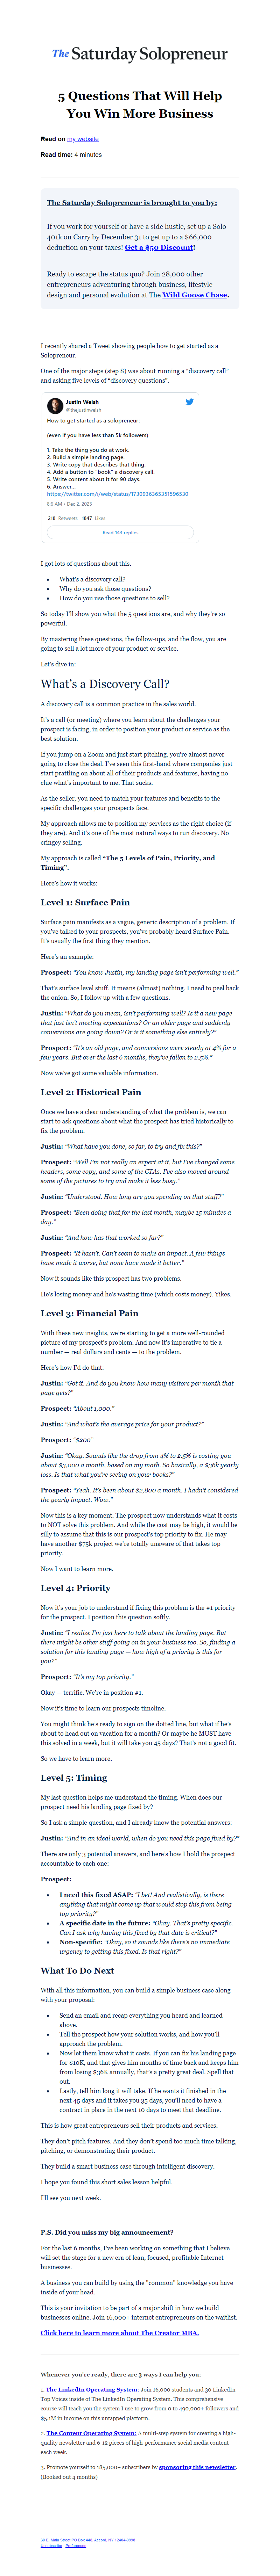 The Saturday Solopreneur
5 Questions That Will Help
You Win More Business
Read on my website
Read time: 4 minutes
The Saturday Solopreneur is brought to you by:
If you work for yourself or have a side hustle, set up a Solo
401k or Carry by December 31 to get up to a $66,000
deduction on your taxes! Get a $50 Discount!
Ready to escape the status quo? Join 28,000 other
entrepreneurs adventuring through business, lifestyle
design and personal evolution at The Wild Goose Chase.
I recently shared a Tweet showing people how to get started as a
Solopreneur.
One of the major steps (step 8) was about running a “discovery call”
and asking five levels of “discovery questions”.
Justin Welsh
@thejustinwelsh
How to get started as a solopreneur:
(even if you have less than 5k followers)
1. Take the thing you do at work.
2. Build a simple landing page.
3. Write copy that describes that thing.
4. Add a button to "book" a discovery call.
5. Write content about it for 90 days.
6. Answer...
https://twitter.com/i/web/status/1730936365351596530
8:6 AM • Dec 2, 2023
218 Retweets 1847 Likes
Read 143 replies
I got lots of questions about this.
• What's a discovery call?
• Why do you ask those questions?
• How do you use those questions to sell?
So today I'll show you what the 5 questions are, and why they're so
powerful.
By mastering these questions, the follow-ups, and the flow, you are
going to sell a lot more of your product or service.
Let's dive in:
What’s a Discovery Call?
A discovery call is a common practice in the sales world.
It's a call (or meeting) where you learn about the challenges your
prospect is facing, in order to position your product or service as the
best solution.
If you jump on a Zoom and just start pitching, you're almost never
going to close the deal. I've seen this first-hand where companies just
start prattling on about all of their products and features, having no
clue what's important to me. That sucks.
As the seller, you need to match your features and benefits to the
specific challenges your prospects face.
My approach allows me to position my services as the right choice (if
they are). And it's one of the most natural ways to run discovery. No
cringey selling.
My approach is called “The 5 Levels of Pain, Priority, and
Timing”.
Here's how it works:
Level 1: Surface Pain
Surface pain manifests as a vague, generic description of a problem. If
you've talked to your prospects, you've probably heard Surface Pain.
It's usually the first thing they mention.
Here's an example:
Prospect: "You know Justin, my landing page isn't performing well."
That's surface level stuff. It means (almost) nothing. I need to peel back
the onion. So, I follow up with a few questions.
Justin: "What do you mean, isn't performing well? Is it a new page
that just isn't meeting expectations? Or an older page and suddenly
conversions are going down? Or is it something else entirely?"
Prospect: "It's an old page, and conversions were steady at 4% for a
few years. But over the last 6 months, they've fallen to 2.5%."
Now we've got some valuable information.
Level 2: Historical Pain
Once we have a clear understanding of what the problem is, we can
start to ask questions about what the prospect has tried historically to
fix the problem.
Justin: "What have you done, so far, to try and fix this?"
Prospect: "Well I'm not really an expert at it, but I've changed some
headers, some copy, and some of the CTAs. I've also moved around
some of the pictures to try and make it less busy."
Justin: "Understood. How long are you spending on that stuff?"
Prospect: "Been doing that for the last month, maybe 15 minutes a
day."
Justin: "And how has that worked so far?"
Prospect: "It hasn't. Can't seem to make an impact. A few things
have made it worse, but none have made it better."
Now it sounds like this prospect has two problems.
He's losing money and he's wasting time (which costs money). Yikes.
Level 3: Financial Pain
With these new insights, we're starting to get a more well-rounded
picture of my prospect's problem. And now it's imperative to tie a
number — real dollars and cents — to the problem.
Here's how I'd do that:
Justin: "Got it. And do you know how many visitors per month that
page gets?"
Prospect: "About 1,000."
Justin: "And what's the average price for your product?"
Prospect: "$200"
Justin: "Okay. Sounds like the drop from 4% to 2.5% is costing you
about $3,000 a month, based on my math. So basically, a $36k yearly
loss. Is that what you're seeing on your books?"
Prospect: "Yeah. It's been about $2,800 a month. I hadn't considered
the yearly impact. Wow."
Now this is a key moment. The prospect now understands what it costs
to NOT solve this problem. And while the cost may be high, it would be
silly to assume that this is our prospect's top priority to fix. He may
have another $75k project we're totally unaware of that takes top
priority.
Now I want to learn more.
Level 4: Priority
Now it's your job to understand if fixing this problem is the #1 priority
for the prospect. I position this question softly.
Justin: "I realize I'm just here to talk about the landing page. But
there might be other stuff going on in your business too. So, finding a
solution for this landing page — how high of a priority is this for
you?"
Prospect: "It's my top priority."
Okay — terrific. We're in position #1.
Now it's time to learn our prospects timeline.
You might think he's ready to sign on the dotted line, but what if he's
about to head out on vacation for a month? Or maybe he MUST have
this solved in a week, but it will take you 45 days? That's not a good fit.
So we have to learn more.
Level 5: Timing
My last question helps me understand the timing. When does our
prospect need his landing page fixed by?
So I ask a simple question, and I already know the potential answers:
Justin: "And in an ideal world, when do you need this page fixed by?"
There are only 3 potential answers, and here's how I hold the prospect
accountable to each one:
Prospect:
• I need this fixed ASAP: "I bet! And realistically, is there
anything that might come up that would stop this from being
top priority?"
• A specific date in the future: "Okay. That's pretty specific.
Can I ask why having this fixed by that date is critical?"
• Non-specific: "Okay, so it sounds like there's no immediate
urgency to getting this fixed. Is that right?"
What To Do Next
With all this information, you can build a simple business case along
with your proposal:
• Send an email and recap everything you heard and learned
above.
• Tell the prospect how your solution works, and how you'll
approach the problem.
• Now let them know what it costs. If you can fix his landing page
for $10K, and that gives him months of time back and keeps him
from losing $36K annually, that's a pretty great deal. Spell that
out.
• Lastly, tell him long it will take. If he wants it finished in the
next 45 days and it takes you 35 days, you'll need to have a
contract in place in the next 10 days to meet that deadline.
This is how great entrepreneurs sell their products and services.
They don't pitch features. And they don't spend too much time talking,
pitching, or demonstrating their product.
They build a smart business case through intelligent discovery.
I hope you found this short sales lesson helpful.
I'll see you next week.
P.S. Did you miss my big announcement?
For the last 6 months, I've been working on something that I believe
will set the stage for a new era of lean, focused, profitable Internet
businesses.
A business you can build by using the "common" knowledge you have
inside of your head.
This is your invitation to be part of a major shift in how we build
businesses online. Join 16,000+ internet entrepreneurs on the waitlist.
Click here to learn more about The Creator MBA.
Whenever you're ready, there are 3 ways I can help you:
1. The LinkedIn Operating System: Join 16,000 students and 30 LinkedIn
Top Voices inside of The LinkedIn Operating System. This comprehensive
course will teach you the system I use to grow from 0 to 490,000+ followers and
$5.1M in income on this untapped platform.
2. The Content Operating System: A multi-step system for creating a high-
quality newsletter and 6-12 pieces of high-performance social media content
each week.
3. Promote yourself to 185,000+ subscribers by sponsoring this newsletter.
(Booked out 4 months)
Unsubscribe Preferences